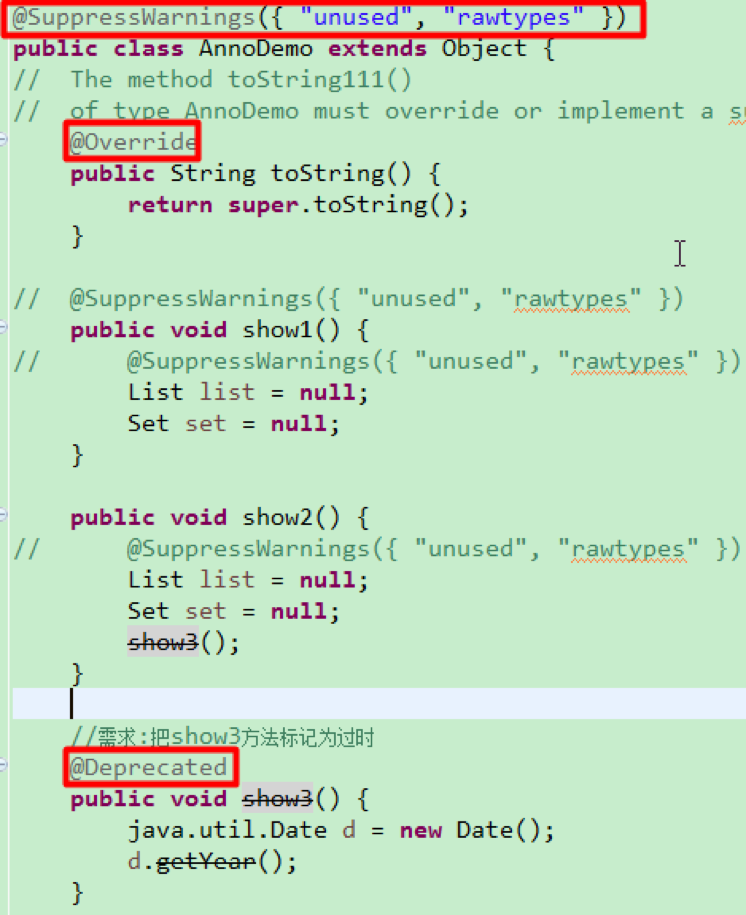 @SuppressWarnings({ "unused", "rawtypes" })
public class AnnoDemo extends Object {
//  The method toString111()
//  of type AnnoDemo must override or implement a su
    @Override
    public String toString() {
        return super.toString();
    }
//  @SuppressWarnings({ "unused", "rawtypes" })
    public void show1() {
//      @SuppressWarnings({ "unused", "rawtypes" })
        List list = null;
        Set set = null;
    }
    public void show2() {
//      @SuppressWarnings({ "unused", "rawtypes" })
        List list = null;
        Set set = null;
        show3();
    }
    //需求:把show3方法标记为过时
    @Deprecated
    public void show3() {
        java.util.Date d = new Date();
        d.getYear();
    }